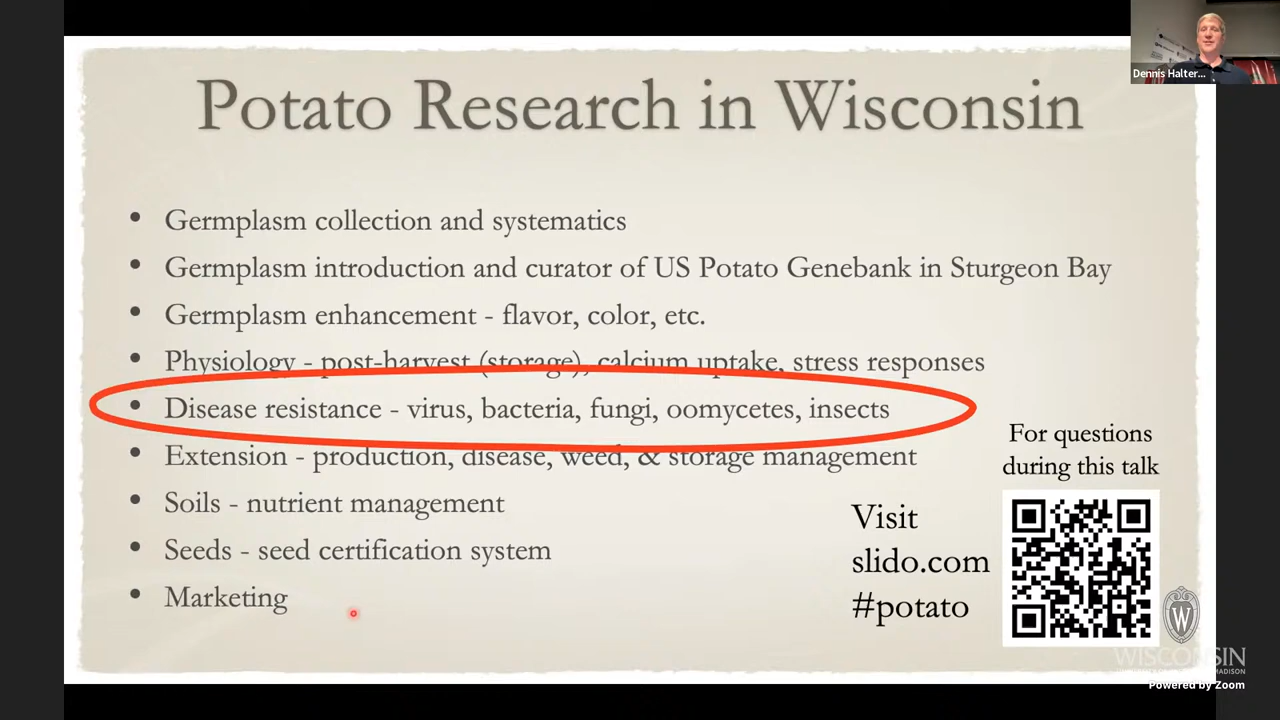 Potato Research in Wisconsin
Dennis Halter...
• Germplasm collection and systematics
• Germplasm introduction and curator of US Potato Genebank in Sturgeon Bay
• Germplasm enhancement - flavor, color, etc.
• Physiology - post-harvest (storage), calcium uptake, stress responses
• Disease resistance - virus, bacteria, fungi, oomycetes, insects
• Extension - production, disease, weed, & storage management
• Soils - nutrient management
• Seeds - seed certification system
• Marketing
For questions
during this talk
Visit
slido.com
#potato
W
WISCONSIN
MADISON
Powered by Zoom